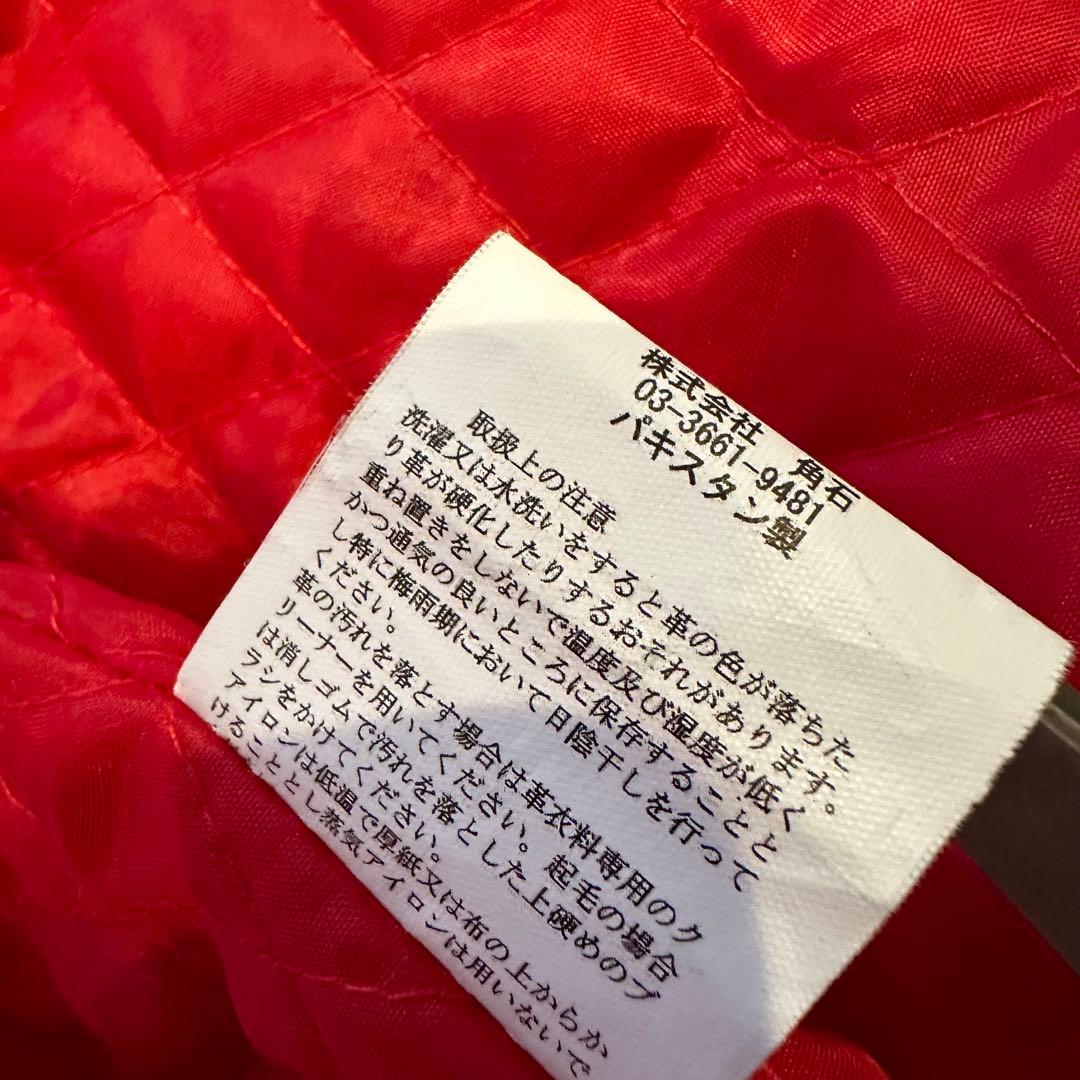 株式会社 角石
03-3661-9481
パキスタン製
取扱上の注意
洗濯又は水洗いをすると革の色が落ちた
り革が硬化したりするおそれがあります。
重ね置きをしないで温度及び湿度が低く
かつ通気の良いところに保存することと
し特に梅雨期において日陰干しを行って
ください。
革の汚れを落とす場合は革衣料専用のク
リーナーを用いてください。起毛の場合
は消しゴムで汚れを落とした上硬めのブ
ラシをかけてください。
アイロンは低温で厚紙又は布の上からか
けることとし蒸気アイロンは用いないで